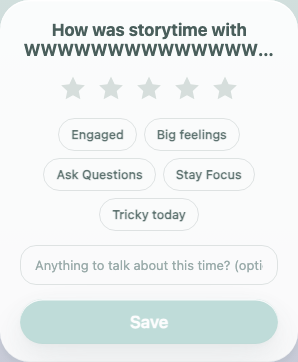 How was storytime with
WWWWWWWWWWWWWW...
Engaged
Big feelings
Ask Questions
Stay Focus
Tricky today
Anything to talk about this time? (opti
Save